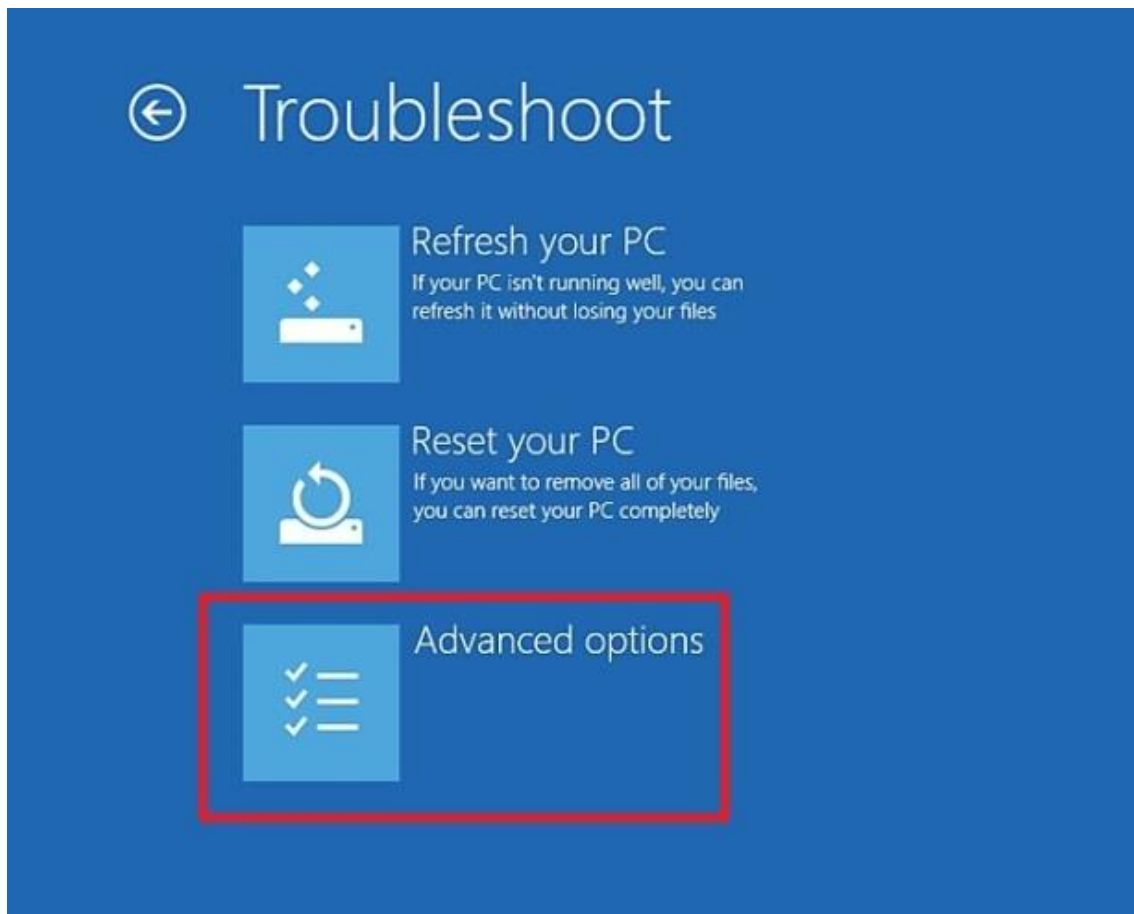 Troubleshoot
Refresh your PC
If your PC isn't running well, you can
refresh it without losing your files
Reset your PC
If you want to remove all of your files,
you can reset your PC completely
Advanced options